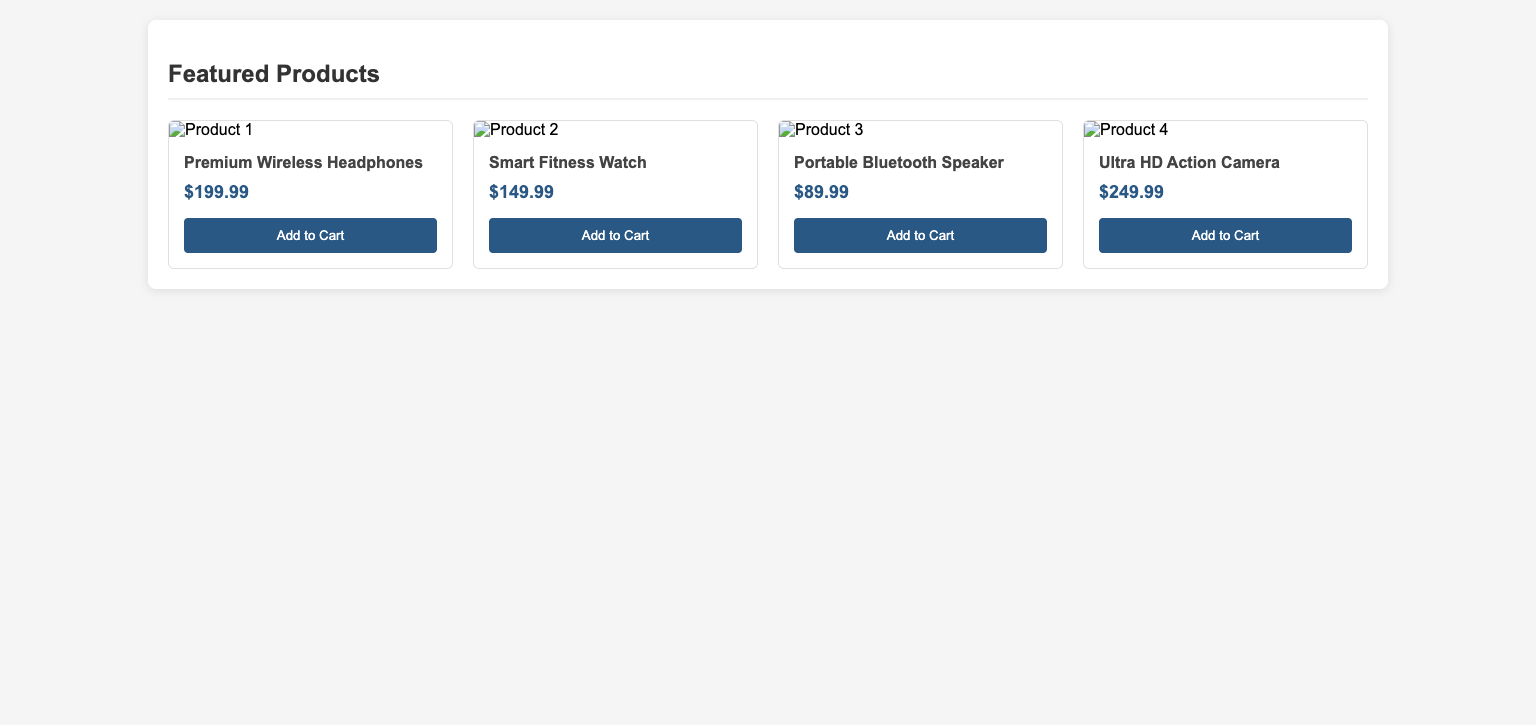 Featured Products
Product 1
Premium Wireless Headphones
$199.99
Add to Cart
Product 2
Smart Fitness Watch
$149.99
Add to Cart
Product 3
Portable Bluetooth Speaker
$89.99
Add to Cart
Product 4
Ultra HD Action Camera
$249.99
Add to Cart